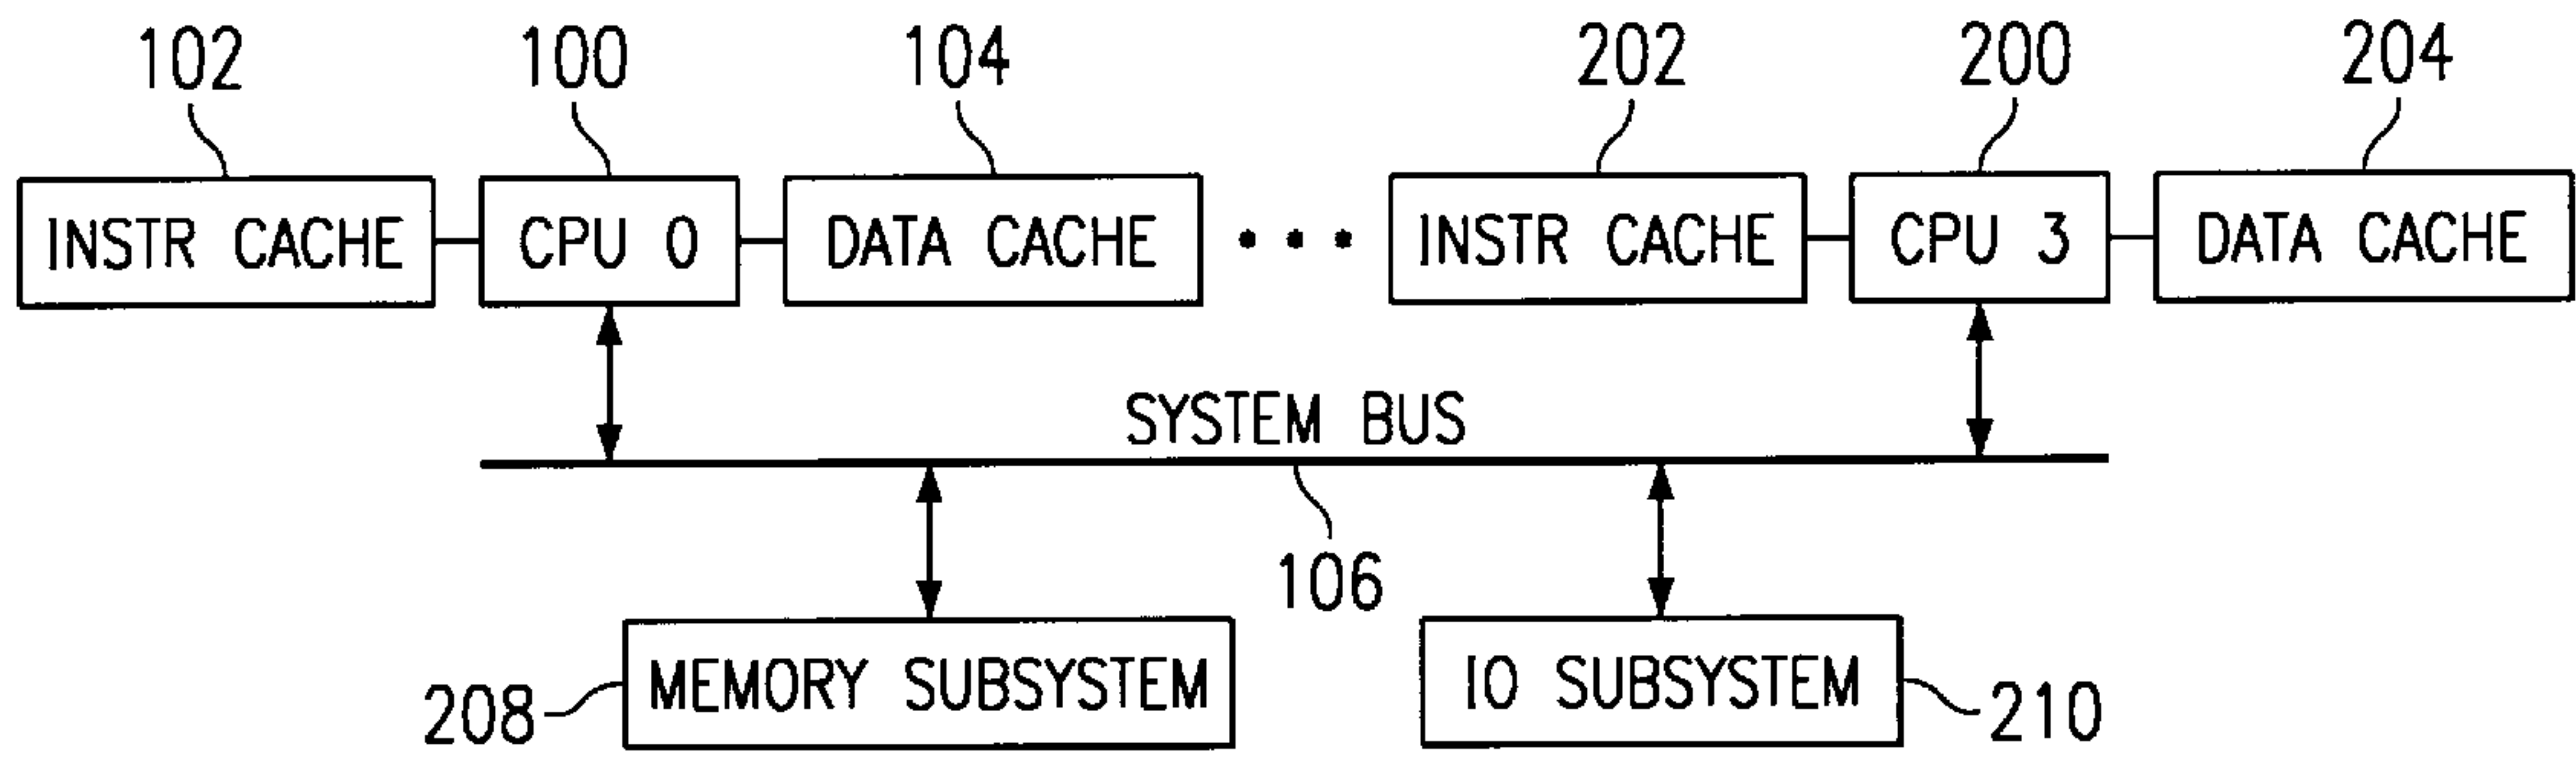 102 100 104 202 200 204
INSTR CACHE CPU 0 DATA CACHE ••• INSTR CACHE CPU 3 DATA CACHE
SYSTEM BUS
106
208 MEMORY SUBSYSTEM IO SUBSYSTEM 210